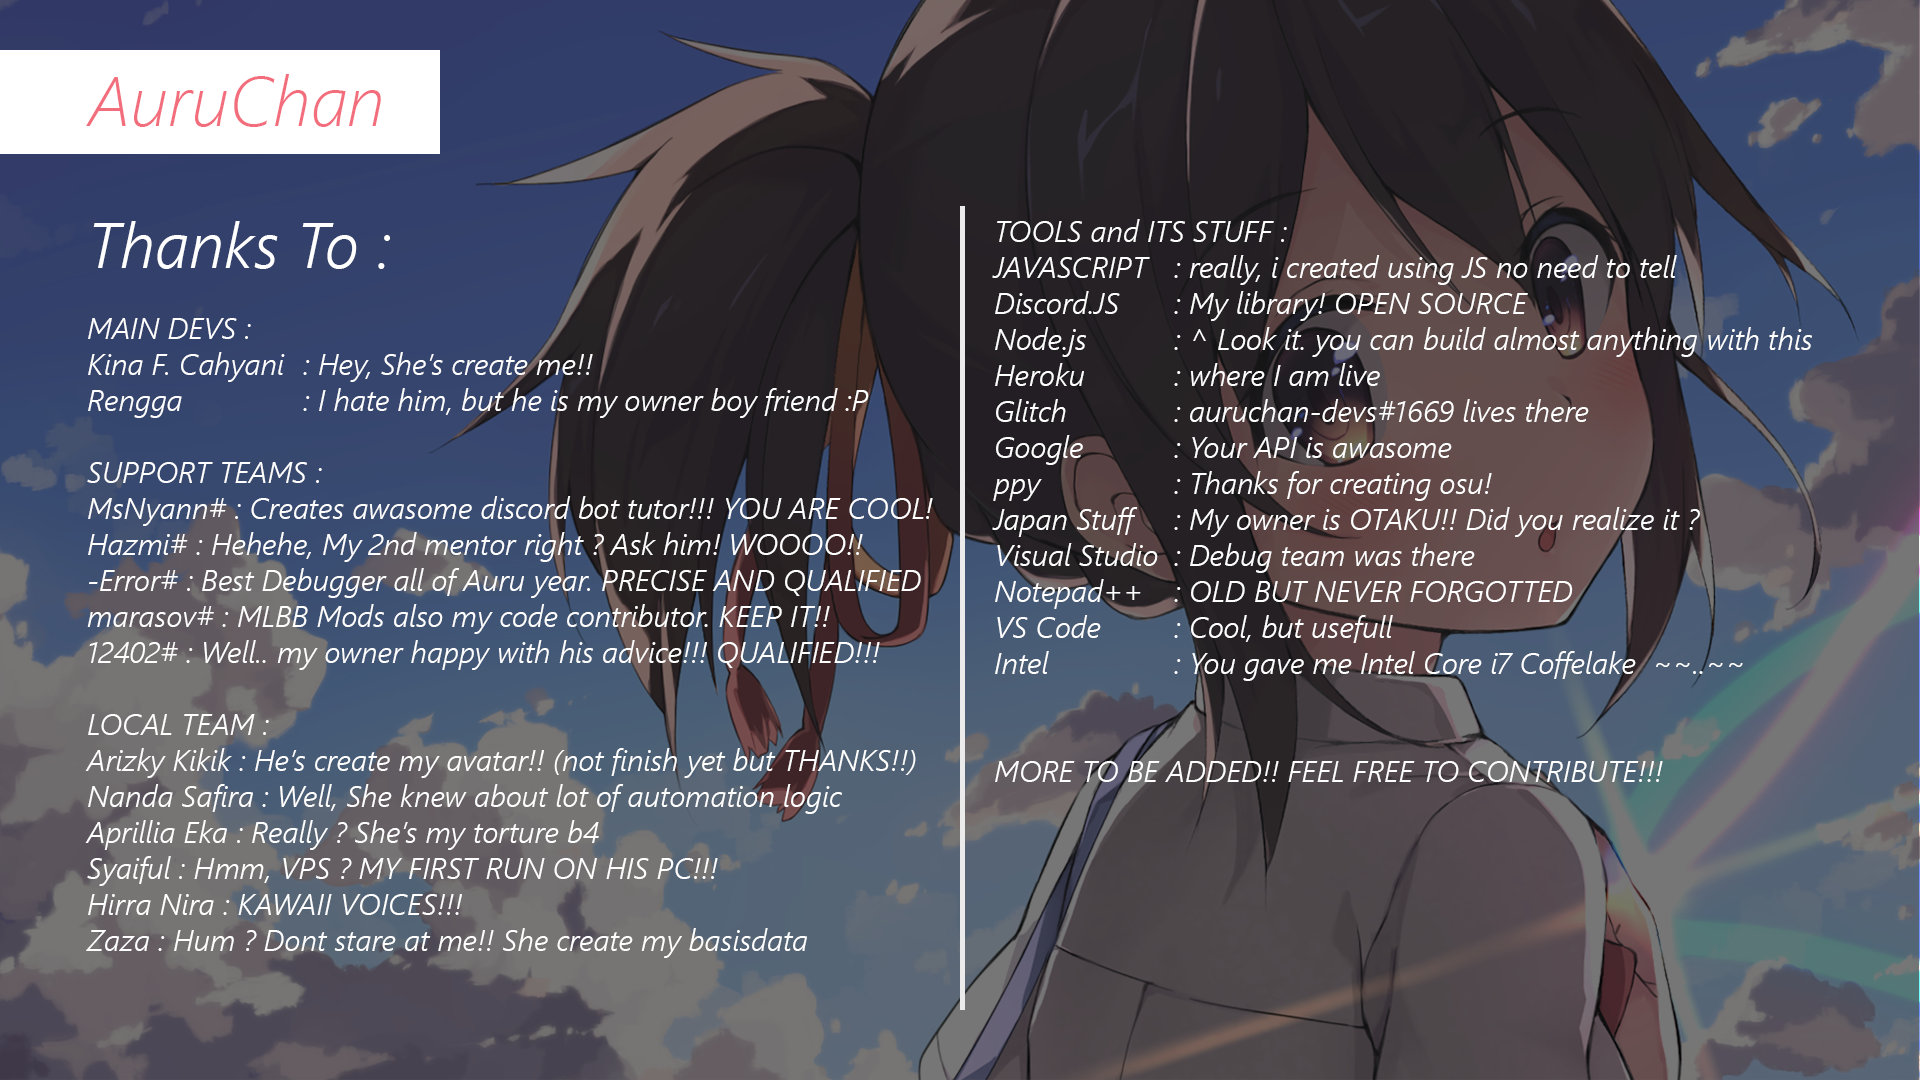 AuruChan
Thanks To :
MAIN DEVS :
Kina F. Cahyani : Hey, She's create me!!
Rengga : I hate him, but he is my owner boy friend :P
SUPPORT TEAMS :
MsNyann# : Creates awasome discord bot tutor!!! YOU ARE COOL!
Hazmi# : Hehehe, My 2nd mentor right ? Ask him! WOOOO!!
-Error# : Best Debugger all of Auru year. PRECISE AND QUALIFIED
marasov# : MLBB Mods also my code contributor. KEEP IT!!
12402# : Well.. my owner happy with his advice!!! QUALIFIED!!!
LOCAL TEAM :
Arizky Kikik : He's create my avatar!! (not finish yet but THANKS!!)
Nanda Safira : Well, She knew about lot of automation logic
Aprillia Eka : Really ? She's my torture b4
Syaiful : Hmm, VPS ? MY FIRST RUN ON HIS PC!!!
Hirra Nira : KAWAII VOICES!!!
Zaza : Hum ? Dont stare at me!! She create my basisdata
TOOLS and ITS STUFF :
JAVASCRIPT : really, i created using JS no need to tell
Discord.JS : My library! OPEN SOURCE
Node.js : ^ Look it. you can build almost anything with this
Heroku : where I am live
Glitch : auruchan-devs#1669 lives there
Google : Your API is awasome
ppy : Thanks for creating osu!
Japan Stuff : My owner is OTAKU!! Did you realize it ?
Visual Studio : Debug team was there
Notepad++ : OLD BUT NEVER FORGOTTED
VS Code : Cool, but usefull
Intel : You gave me Intel Core i7 Coffelake ~~..~~
MORE TO BE ADDED!! FEEL FREE TO CONTRIBUTE!!!